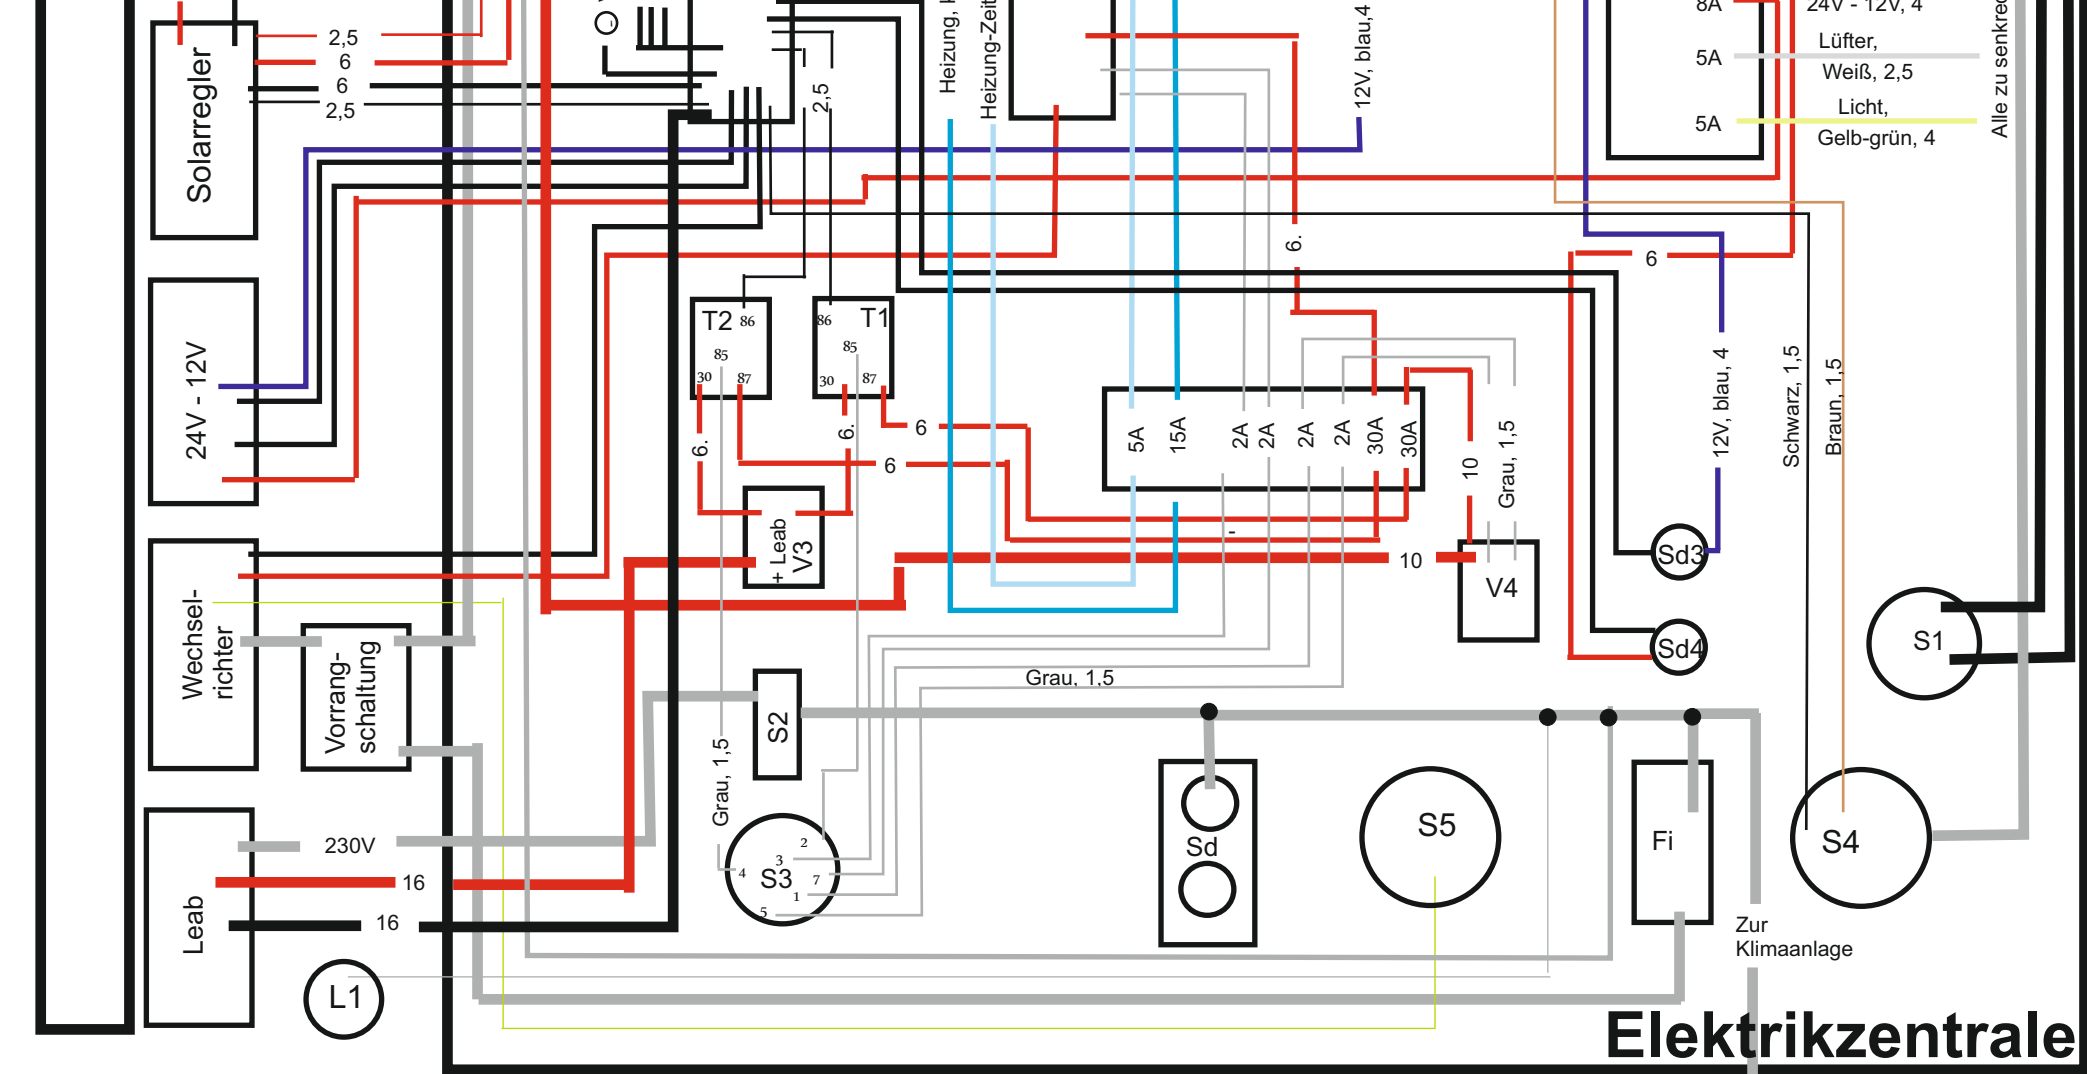 Solarregler
2,5
6
6
2,5
24V - 12V
Wechsel-
richter
Vorrang-
schaltung
230V
16
16
Leab
L1
2,5
Heizung,
Heizung-Zeit
12V, blau,4
8A
24V - 12V, 4
5A
Lüfter,
Weiß, 2,5
5A
Licht,
Gelb-grün, 4
Alle zu senkrec
T2
86
85
30
87
86
T1
85
30
87
6.
6.
6
6
+ Leab
V3
6.
6
5A
15A
2A
2A
2A
2A
30A
30A
10
Grau, 1,5
10
V4
12V, blau, 4
Schwarz, 1,5
Braun, 1,5
Sd3
Sd4
S1
Grau, 1,5
S2
Grau, 1,5
S3
2
3
4
7
1
5
Sd
S5
Fi
S4
Zur
Klimaanlage
Elektrikzentrale